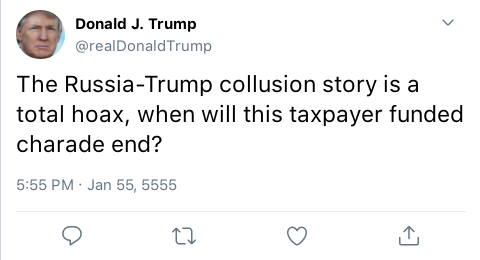 Donald J. Trump
@realDonaldTrump
The Russia-Trump collusion story is a
total hoax, when will this taxpayer funded
charade end?
5:55 PM · Jan 55, 5555